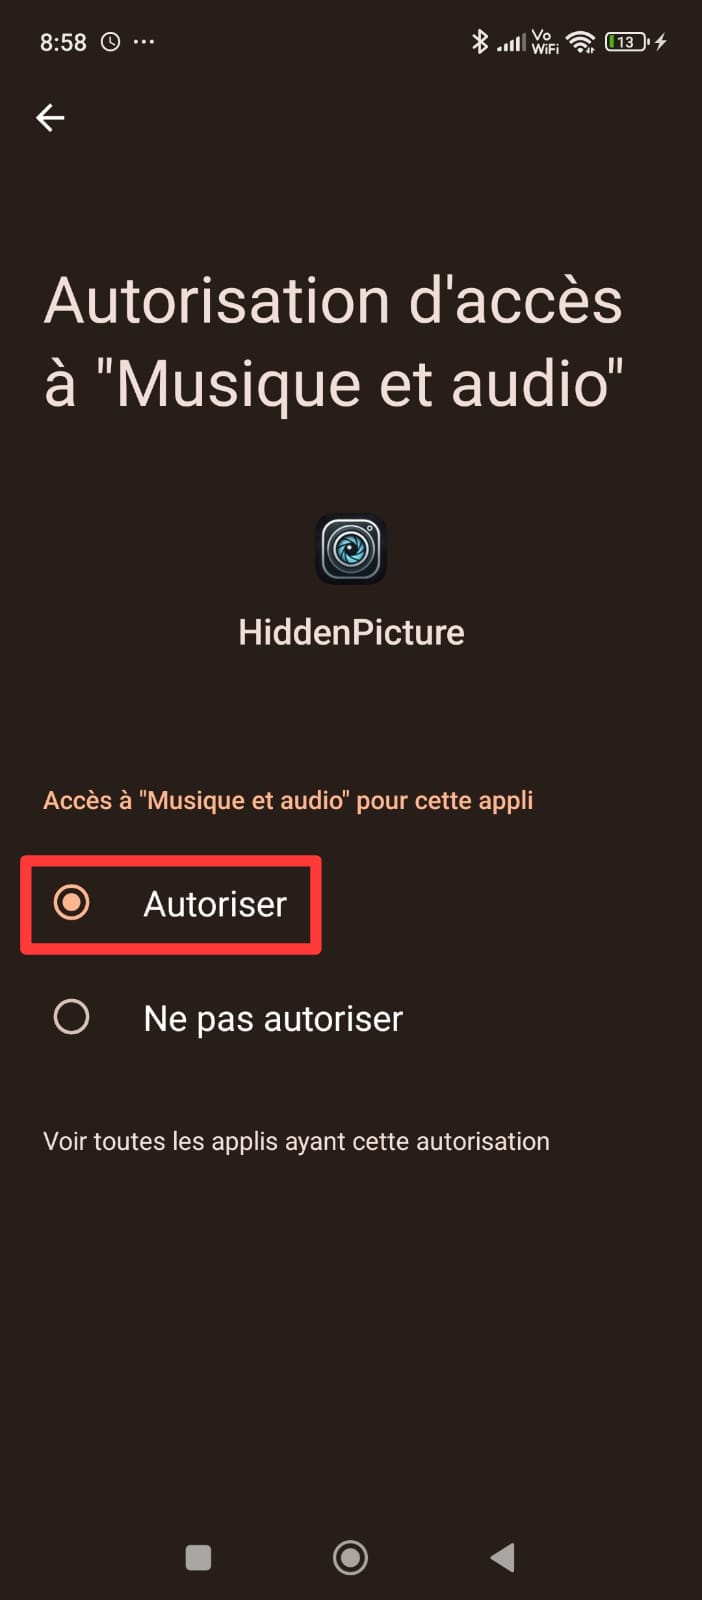 8:58 ... Vo WiFi 13
Autorisation d'accès
à "Musique et audio"
HiddenPicture
Accès à "Musique et audio" pour cette appli
Autoriser
Ne pas autoriser
Voir toutes les applis ayant cette autorisation